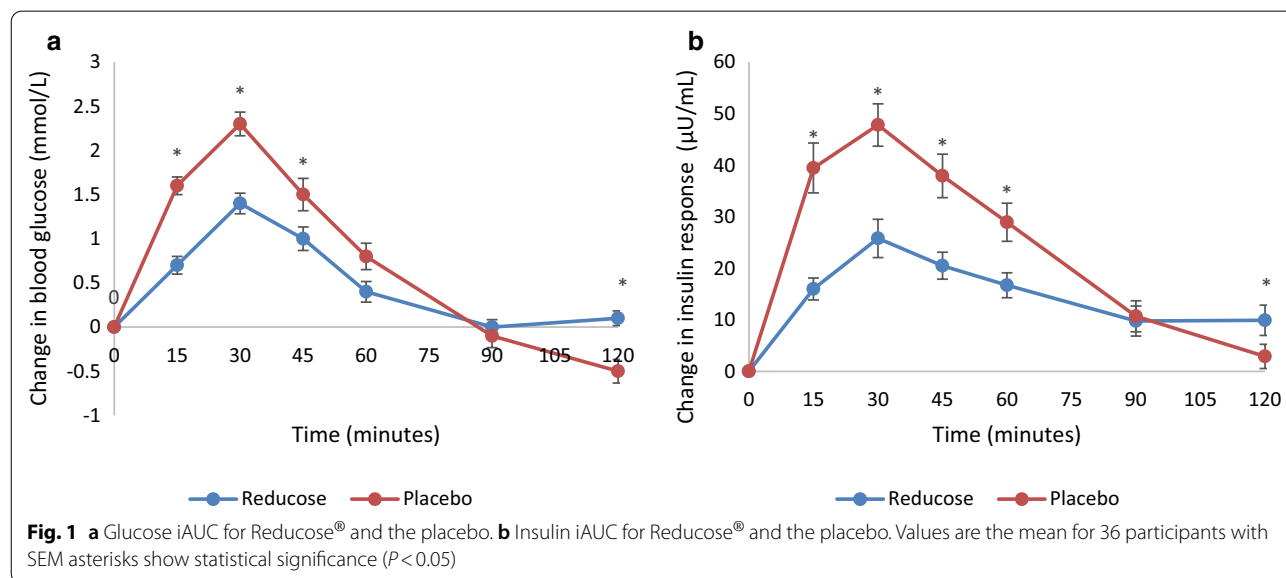 a
3
2.5
2
1.5
1
0.5
0
-0.5
-1
Change in blood glucose (mmol/L)
0
* * * *
0 15 30 45 60 75 90 105 120
Time (minutes)
Reducose Placebo
b
60
50
40
30
20
10
0
Change in insulin response (µU/mL)
* * * * * *
0 15 30 45 60 75 90 105 120
Time (minutes)
Reducose Placebo
Fig. 1 a Glucose iAUC for Reducose® and the placebo. b Insulin iAUC for Reducose® and the placebo. Values are the mean for 36 participants with
SEM asterisks show statistical significance (P < 0.05)